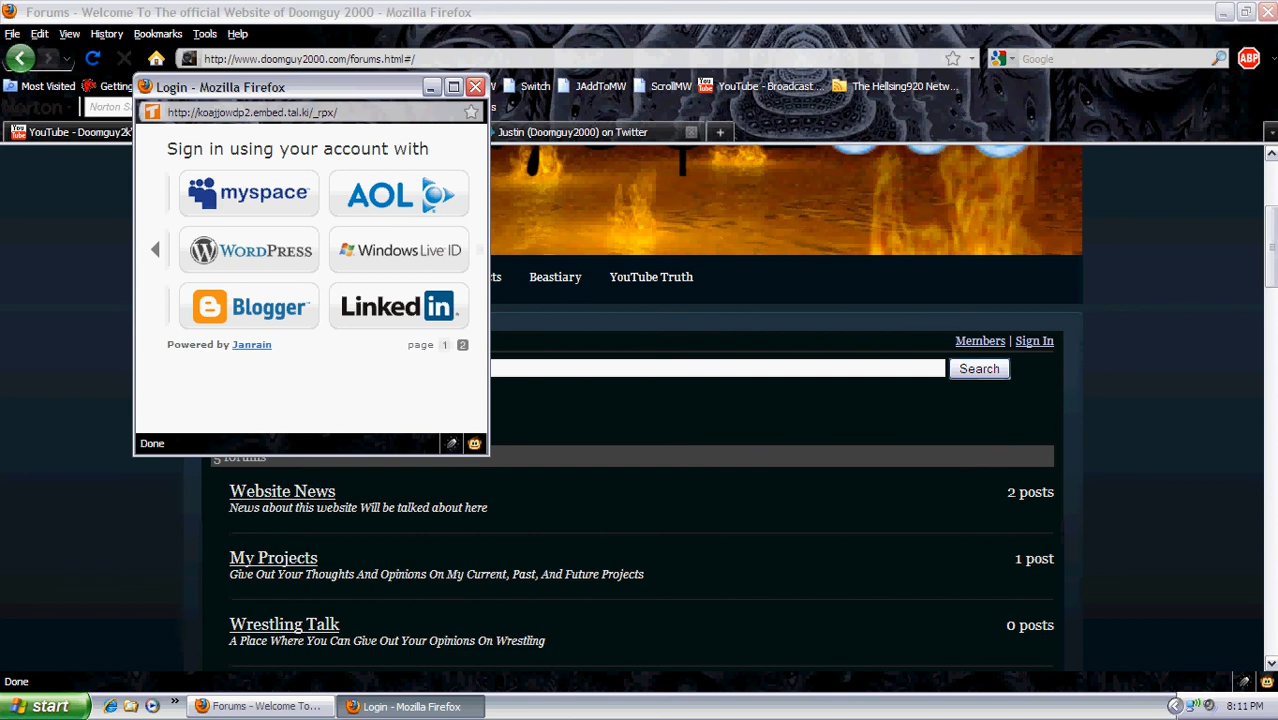 Forums - Welcome To The official Website of Doomguy 2000 - Mozilla Firefox
File Edit View History Bookmarks Tools Help
http://www.doomguy2000.com/forums.html#/
Google
ABP
Most Visited Getting Switch JAddToMW ScrollMW YouTube - Broadcast ... The Hellsing920 Netw...
Norton Norton S
YouTube - Doomguy2k Justin (Doomguy2000) on Twitter
Login - Mozilla Firefox
http://koajjowdp2.embed.tal.ki/_rpx/
Sign in using your account with
myspace AOL
WORDPRESS Windows Live ID
Blogger Linked in
Powered by Janrain page 1 2
Done
cts Beastiary YouTube Truth
Members | Sign In
Search
5 forums
Website News 2 posts
News about this website Will be talked about here
My Projects 1 post
Give Out Your Thoughts And Opinions On My Current, Past, And Future Projects
Wrestling Talk 0 posts
A Place Where You Can Give Out Your Opinions On Wrestling
Done
start Forums - Welcome To... Login - Mozilla Firefox 8:11 PM